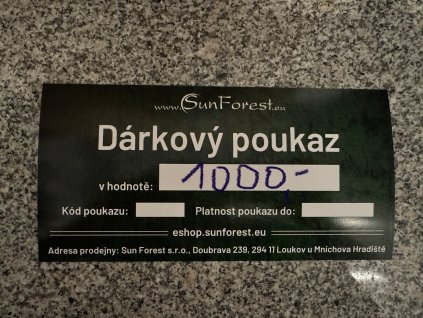 www.SunForest.eu
Dárkový poukaz
v hodnotě: 1000,-
Kód poukazu: Platnost poukazu do:
eshop.sunforest.eu
Adresa prodejny: Sun Forest s.r.o., Doubrava 239, 294 11 Loukov u Mnichova Hradiště